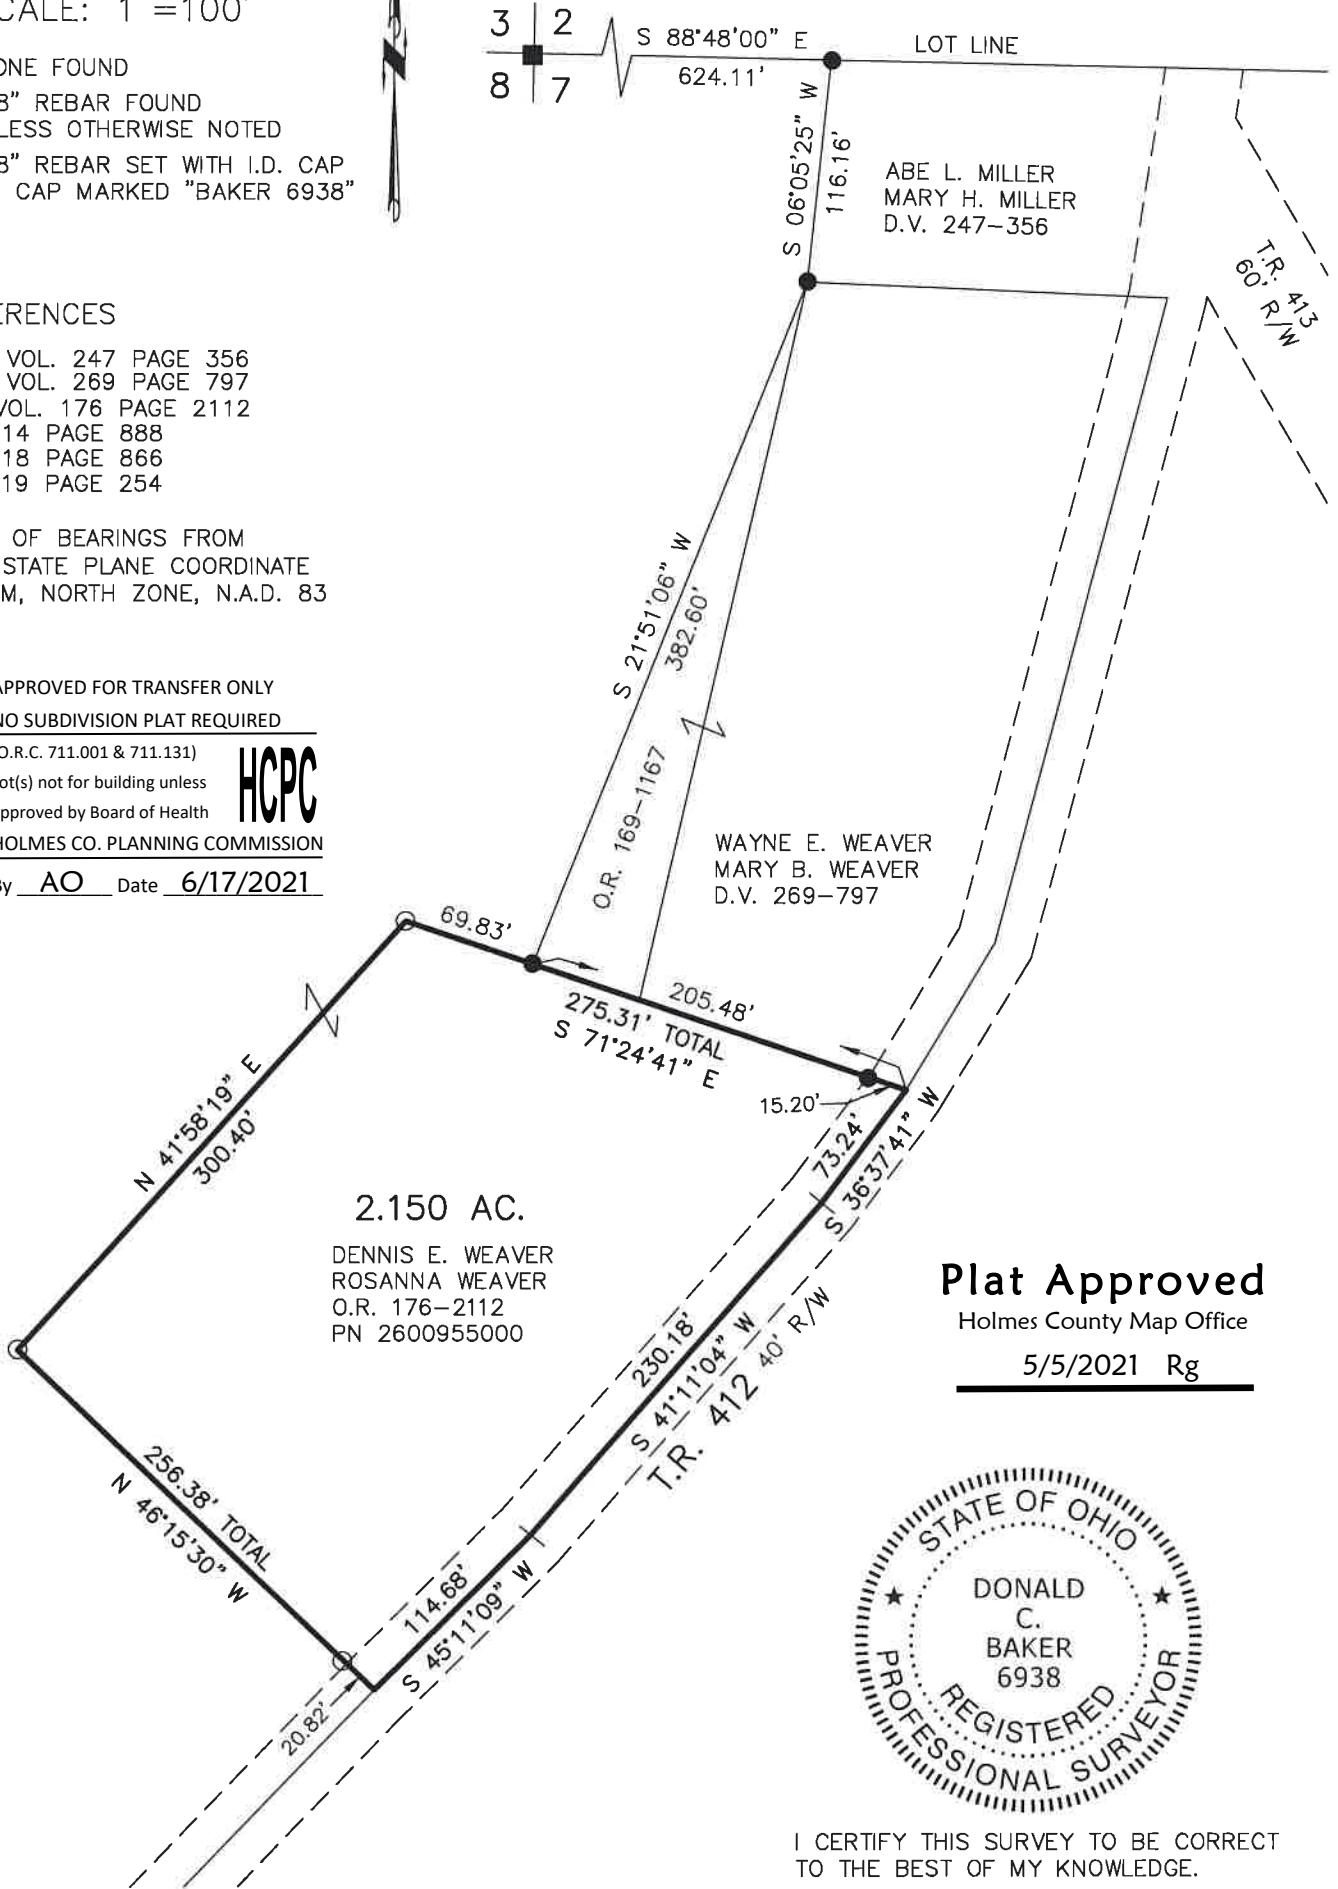 SCALE: 1"=100'
ONE FOUND
8" REBAR FOUND
LESS OTHERWISE NOTED
8" REBAR SET WITH I.D. CAP
CAP MARKED "BAKER 6938"
3 2
8 7
S 88°48'00" E
624.11'
LOT LINE
S 06°05'25" W
116.16'
ABE L. MILLER
MARY H. MILLER
D.V. 247-356
T.R. 413
60' R/W
ERENCES
VOL. 247 PAGE 356
VOL. 269 PAGE 797
VOL. 176 PAGE 2112
14 PAGE 888
18 PAGE 866
19 PAGE 254
OF BEARINGS FROM
STATE PLANE COORDINATE
M, NORTH ZONE, N.A.D. 83
S 21°51'06" W
382.60'
O.R. 169-1167
APPROVED FOR TRANSFER ONLY
NO SUBDIVISION PLAT REQUIRED
O.R.C. 711.001 & 711.131)
ot(s) not for building unless
pproved by Board of Health
HCPC
HOLMES CO. PLANNING COMMISSION
By AO Date 6/17/2021
WAYNE E. WEAVER
MARY B. WEAVER
D.V. 269-797
69.83'
205.48'
275.31' TOTAL
S 71°24'41" E
15.20'
N 41°58'19" E
300.40'
73.24'
S 36°37'41" W
2.150 AC.
DENNIS E. WEAVER
ROSANNA WEAVER
O.R. 176-2112
PN 2600955000
230.18'
S 41°11'04" W
T.R. 412 40' R/W
Plat Approved
Holmes County Map Office
5/5/2021 Rg
256.38' TOTAL
N 46°15'30" W
114.68'
S 45°11'09" W
20.82'
STATE OF OHIO
DONALD
C.
BAKER
6938
REGISTERED
PROFESSIONAL SURVEYOR
I CERTIFY THIS SURVEY TO BE CORRECT
TO THE BEST OF MY KNOWLEDGE.